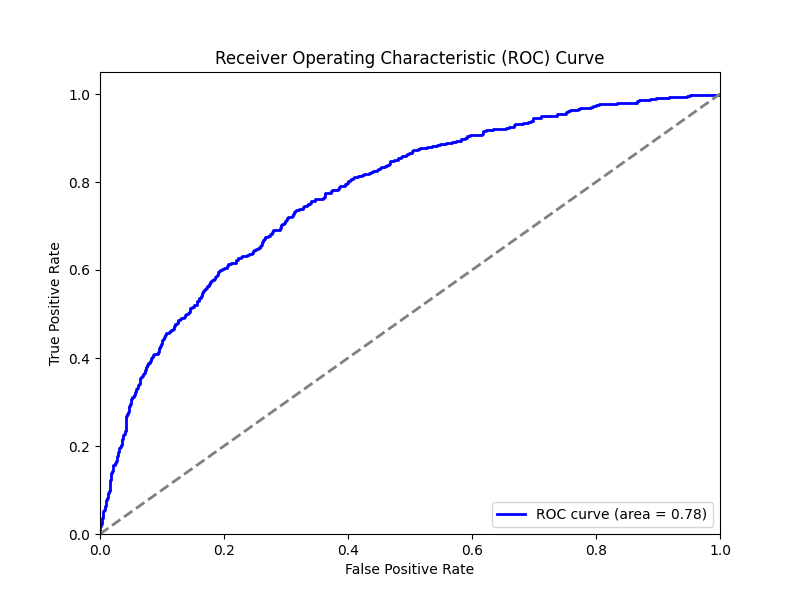 Receiver Operating Characteristic (ROC) Curve
True Positive Rate
1.0
0.8
0.6
0.4
0.2
0.0
ROC curve (area = 0.78)
0.0 0.2 0.4 0.6 0.8 1.0
False Positive Rate